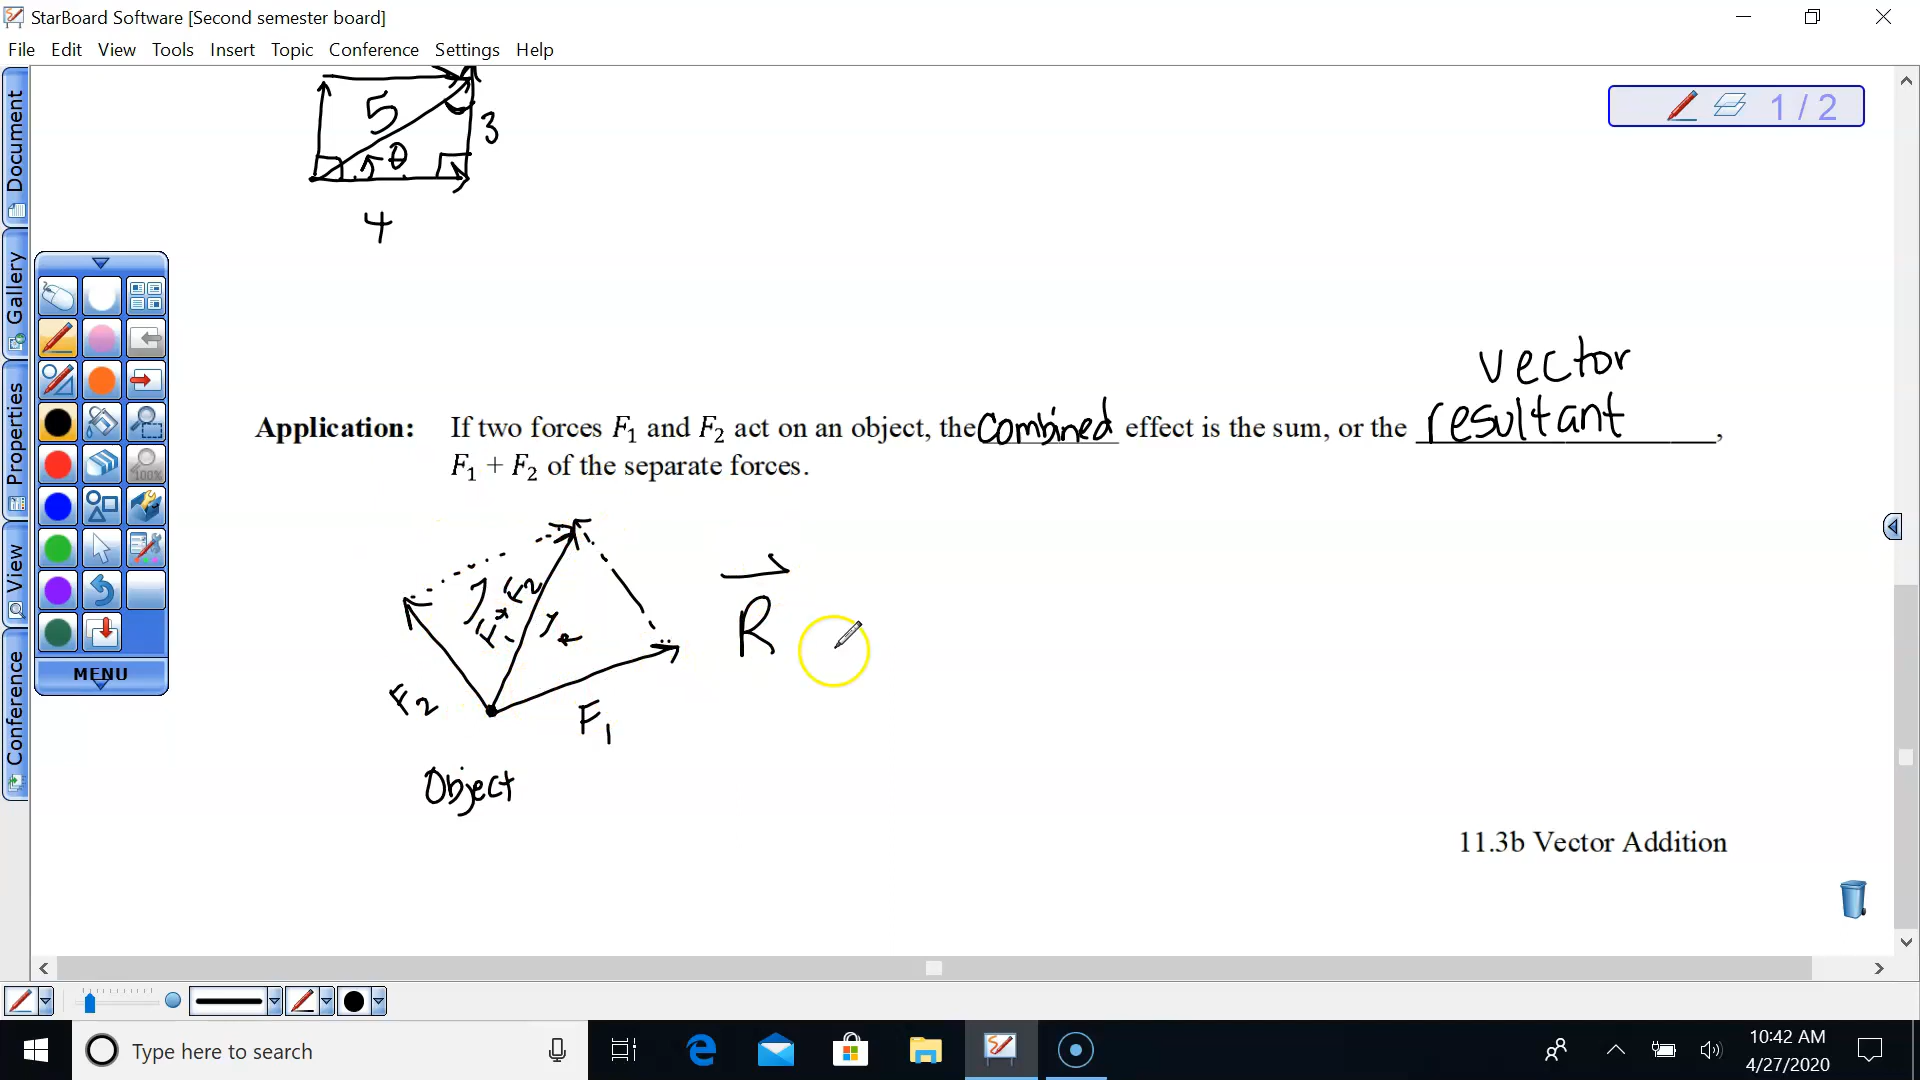 StarBoard Software [Second semester board]
File Edit View Tools Insert Topic Conference Settings Help
Document
Gallery
Properties
View
Conference
MENU
100%
1 / 2
5
3
θ
4
vector
Application: If two forces F₁ and F₂ act on an object, the combined effect is the sum, or the resultant,
F₁ + F₂ of the separate forces.
F₂
F₁
R
Object
11.3b Vector Addition
Type here to search
10:42 AM
4/27/2020